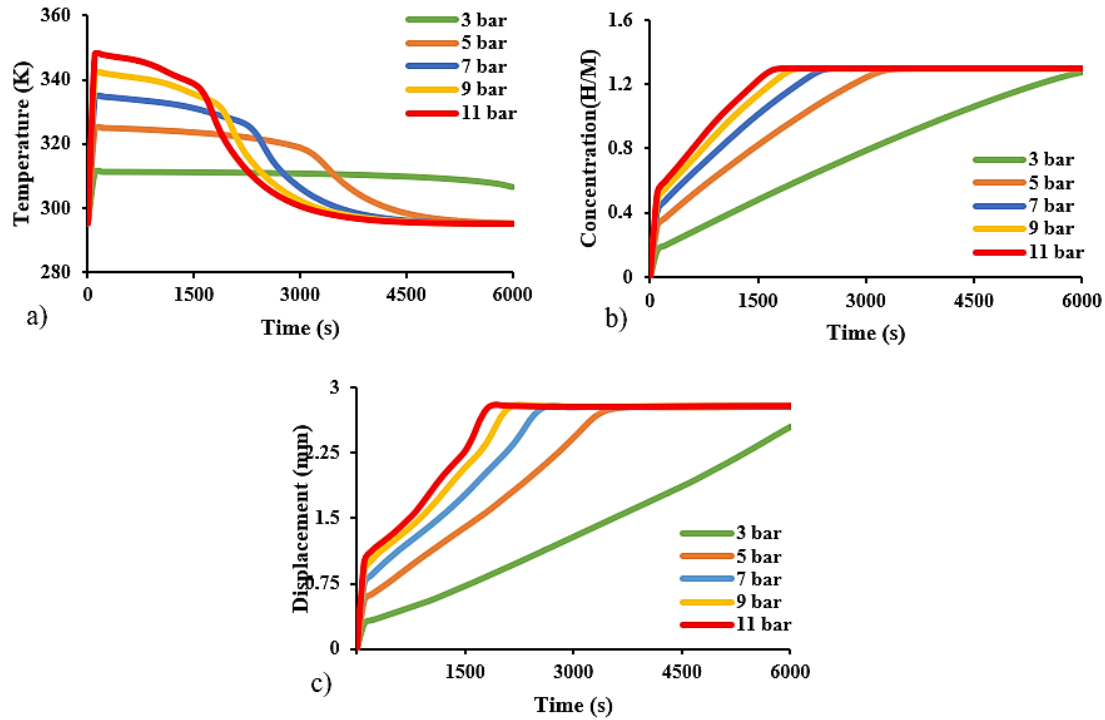 360
340
320
300
280
Temperature (K)
0
1500
3000
4500
6000
Time (s)
3 bar
5 bar
7 bar
9 bar
11 bar
a)
1.6
1.2
0.8
0.4
0
Concentration(H/M)
0
1500
3000
4500
6000
Time (s)
3 bar
5 bar
7 bar
9 bar
11 bar
b)
3
2.25
1.5
0.75
0
Displacement (mm)
1500
3000
4500
6000
Time (s)
3 bar
5 bar
7 bar
9 bar
11 bar
c)